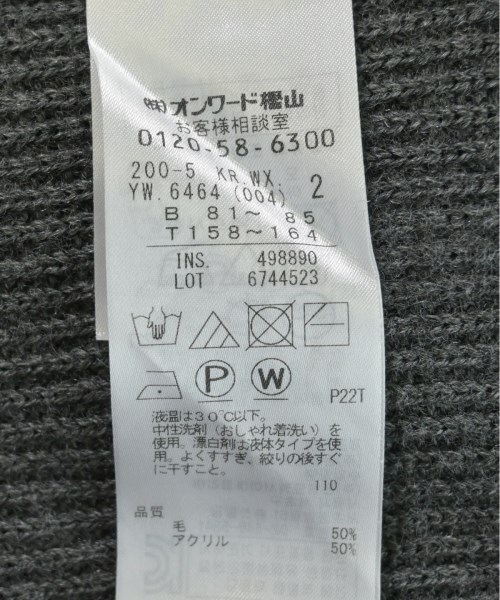 ㈱オンワード樫山
お客様相談室
0120-58-6300
200-5 KR.WX.
YW.6464 (004) 2
B 81～ 85
T 158～164
INS. 498890
LOT 6744523
P W
P22T
液温は30℃以下。
中性洗剤(おしゃれ着洗い)を
使用。漂白剤は液体タイプを使
用。よくすすぎ、絞りの後すぐ
に干すこと。
110
品質
毛 50%
アクリル 50%